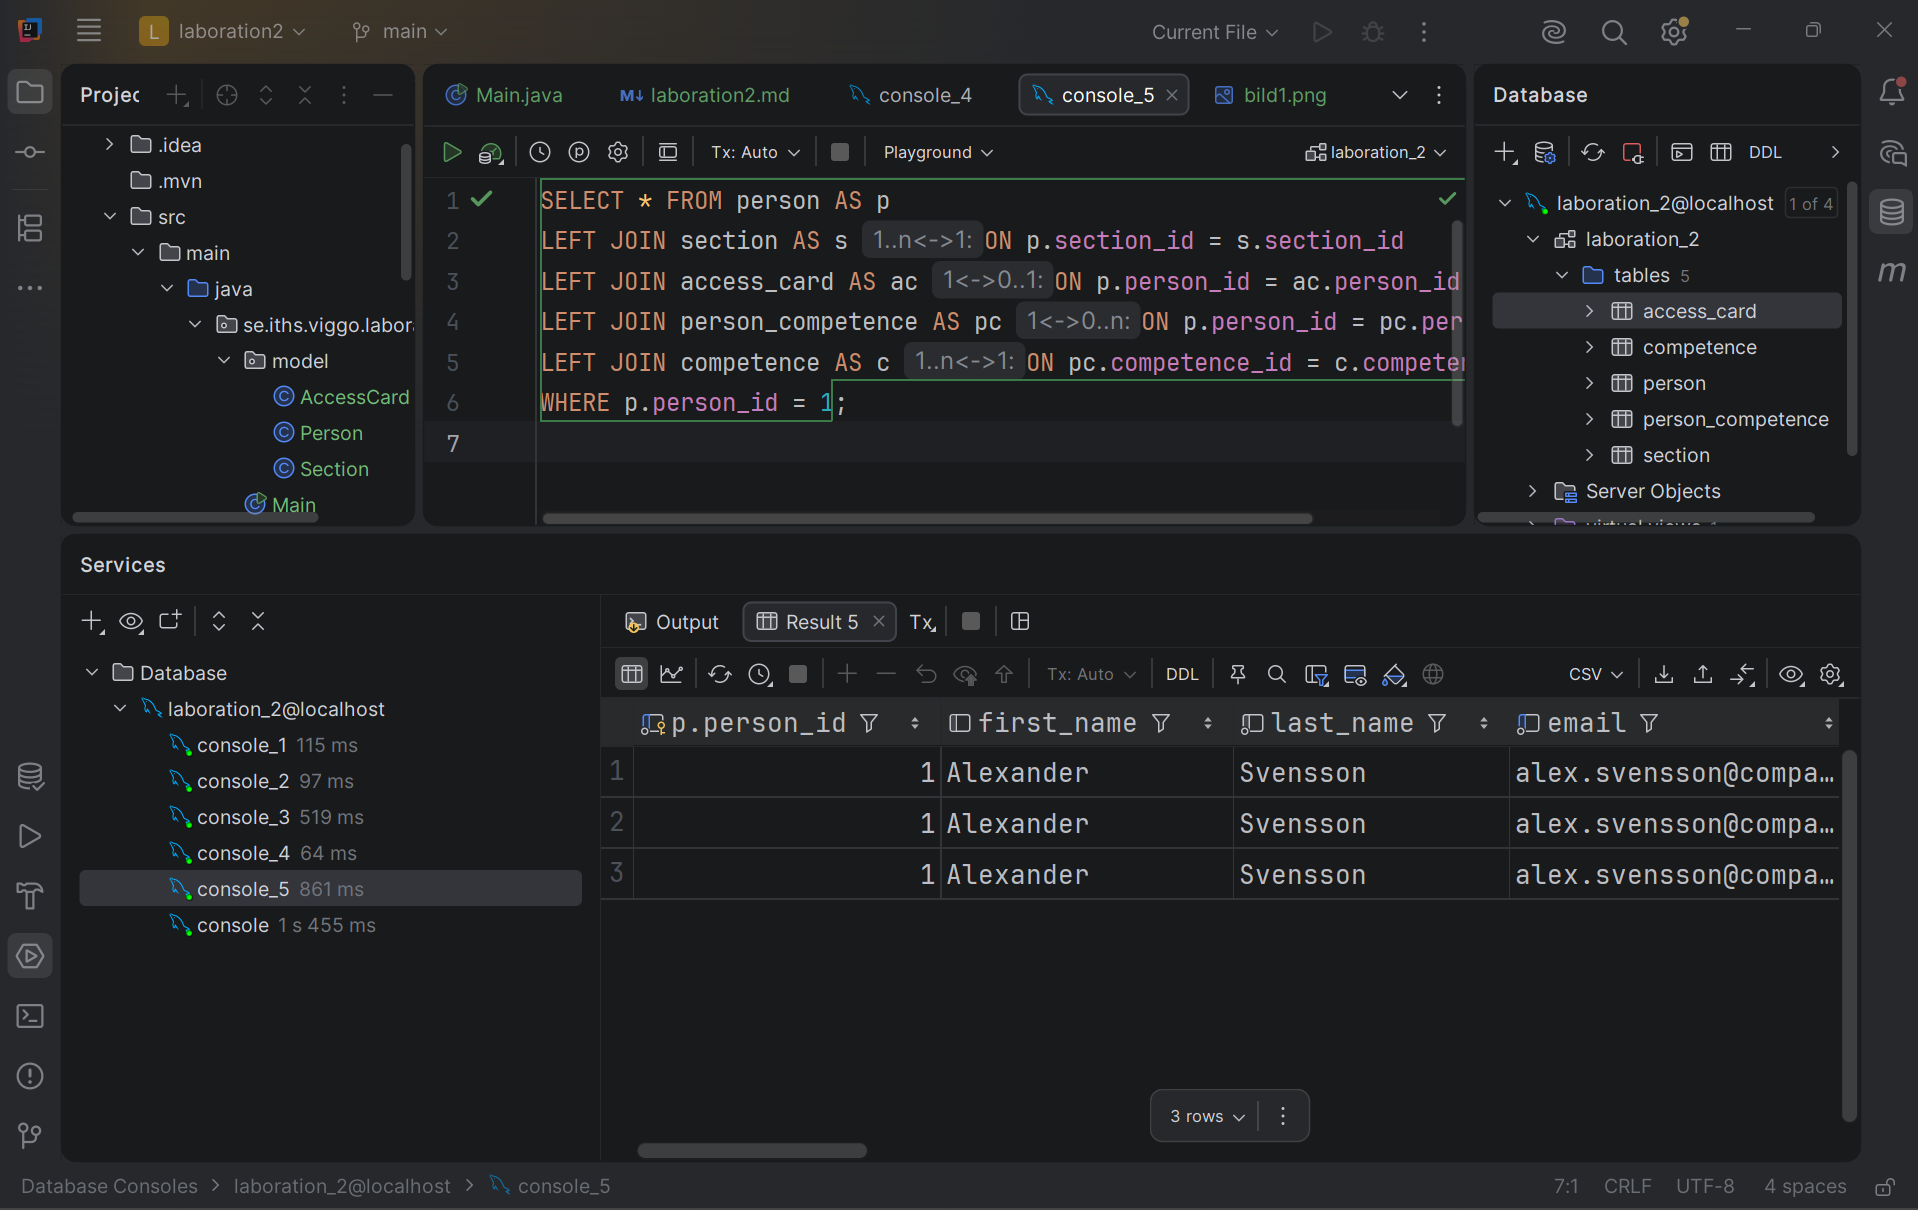 L laboration2 main Current File
Projec
.idea
.mvn
src
main
java
se.iths.viggo.labor
model
AccessCard
Person
Section
Main
Main.java laboration2.md console_4 console_5 bild1.png
Tx: Auto Playground laboration_2
1 SELECT * FROM person AS p
2 LEFT JOIN section AS s 1..n<->1: ON p.section_id = s.section_id
3 LEFT JOIN access_card AS ac 1<->0..1: ON p.person_id = ac.person_id
4 LEFT JOIN person_competence AS pc 1<->0..n: ON p.person_id = pc.per
5 LEFT JOIN competence AS c 1..n<->1: ON pc.competence_id = c.compete
6 WHERE p.person_id = 1;
7
Database
DDL
laboration_2@localhost 1 of 4
laboration_2
tables 5
access_card
competence
person
person_competence
section
Server Objects
virtual views
Services
Database
laboration_2@localhost
console_1 115 ms
console_2 97 ms
console_3 519 ms
console_4 64 ms
console_5 861 ms
console 1 s 455 ms
Output Result 5 Tx
Tx: Auto DDL CSV
p.person_id first_name last_name email
1 1 Alexander Svensson alex.svensson@compa…
2 1 Alexander Svensson alex.svensson@compa…
3 1 Alexander Svensson alex.svensson@compa…
3 rows
Database Consoles > laboration_2@localhost > console_5 7:1 CRLF UTF-8 4 spaces